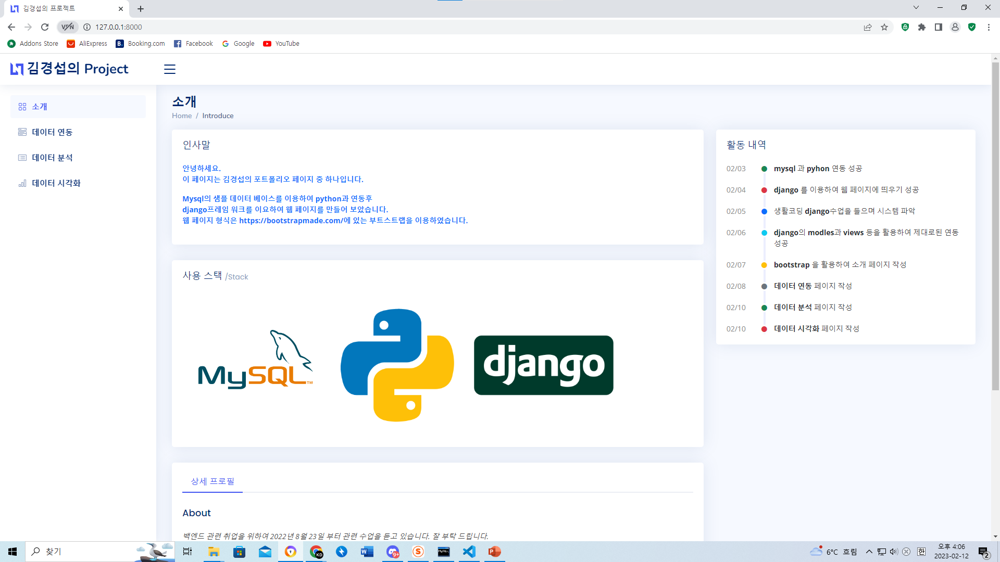 김경섭의 프로젝트
VPN
127.0.0.1:8000
Addons Store
AliExpress
B.
Booking.com
Facebook
Google
YouTube
김경섭의 Project
소개
데이터 연동
데이터 분석
데이터 시각화
소개
Home / Introduce
인사말
안녕하세요.
이 페이지는 김경섭의 포트폴리오 페이지 중 하나입니다.
Mysql의 샘플 데이터 베이스를 이용하여 python과 연동후
django프레임 워크를 이요하여 웹 페이지를 만들어 보았습니다.
웹 페이지 형식은 https://bootstrapmade.com/에 있는 부트스트랩을 이용하였습니다.
사용 스택 /Stack
MySQL™
django
상세 프로필
About
백엔드 관련 취업을 위하여 2022년 8월 23일 부터 관련 수업을 듣고 있습니다. 잘 부탁 드립니다.
활동 내역
02/03 mysql 과 pyhon 연동 성공
02/04 django 를 이용하여 웹 페이지에 띄우기 성공
02/05 생활코딩 django수업을 들으며 시스템 파악
02/06 django의 modles과 views 등을 활용하여 제대로된 연동
성공
02/07 bootstrap 을 활용하여 소개 페이지 작성
02/08 데이터 연동 페이지 작성
02/10 데이터 분석 페이지 작성
02/10 데이터 시각화 페이지 작성
찾기
KD
W
9+
S
MySQL
P
6°C 흐림
한
오후 4:06
2023-02-12
2